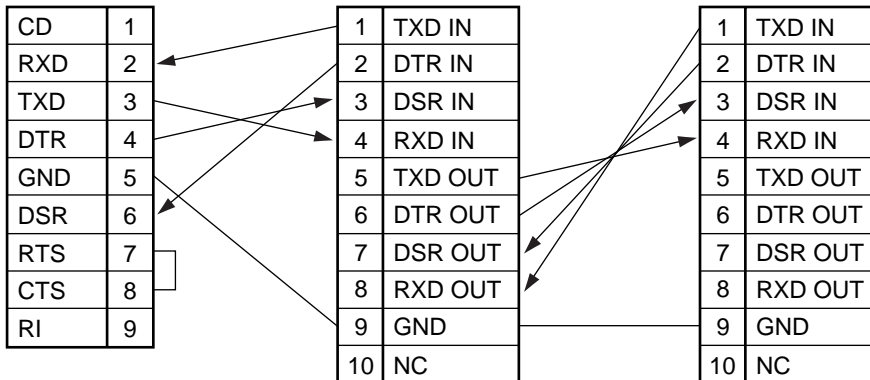 CD 1 1 TXD IN 1 TXD IN
RXD 2 2 DTR IN 2 DTR IN
TXD 3 3 DSR IN 3 DSR IN
DTR 4 4 RXD IN 4 RXD IN
GND 5 5 TXD OUT 5 TXD OUT
DSR 6 6 DTR OUT 6 DTR OUT
RTS 7 7 DSR OUT 7 DSR OUT
CTS 8 8 RXD OUT 8 RXD OUT
RI 9 9 GND 9 GND
10 NC 10 NC